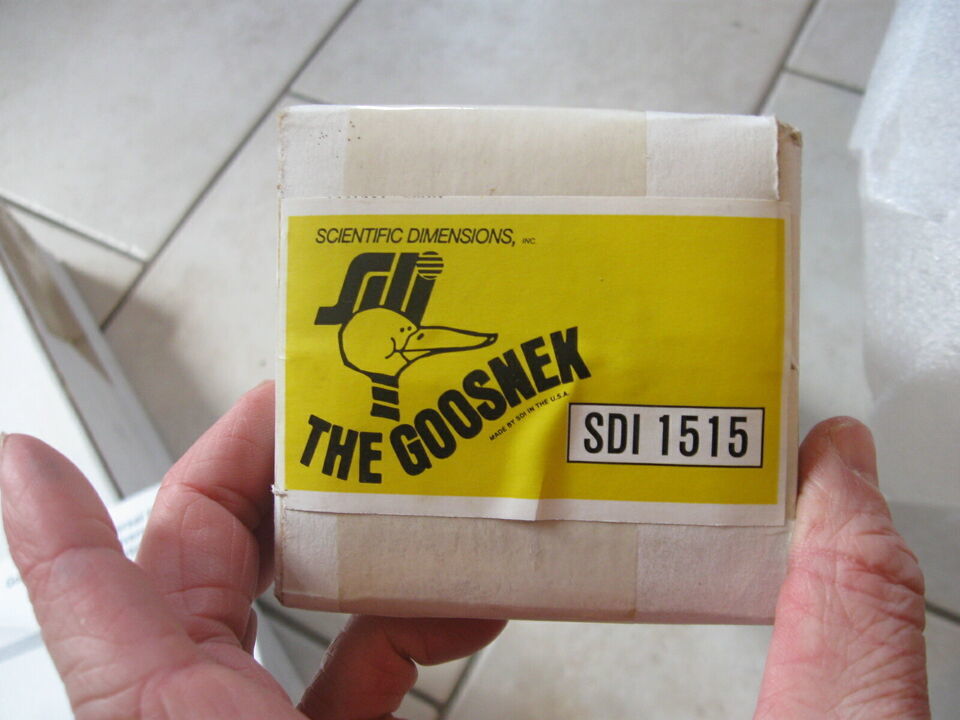 SCIENTIFIC DIMENSIONS, INC.
sdi
THE GOOSNEK
MADE BY SDI IN THE U.S.A.
SDI 1515